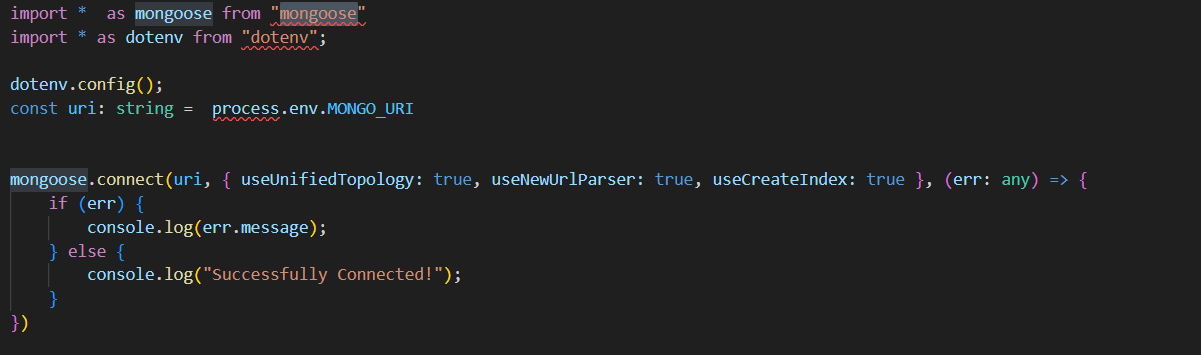 import *  as mongoose from "mongoose"
import * as dotenv from "dotenv";
dotenv.config();
const uri: string =  process.env.MONGO_URI
mongoose.connect(uri, { useUnifiedTopology: true, useNewUrlParser: true, useCreateIndex: true }, (err: any) => {
    if (err) {
        console.log(err.message);
    } else {
        console.log("Successfully Connected!");
    }
})